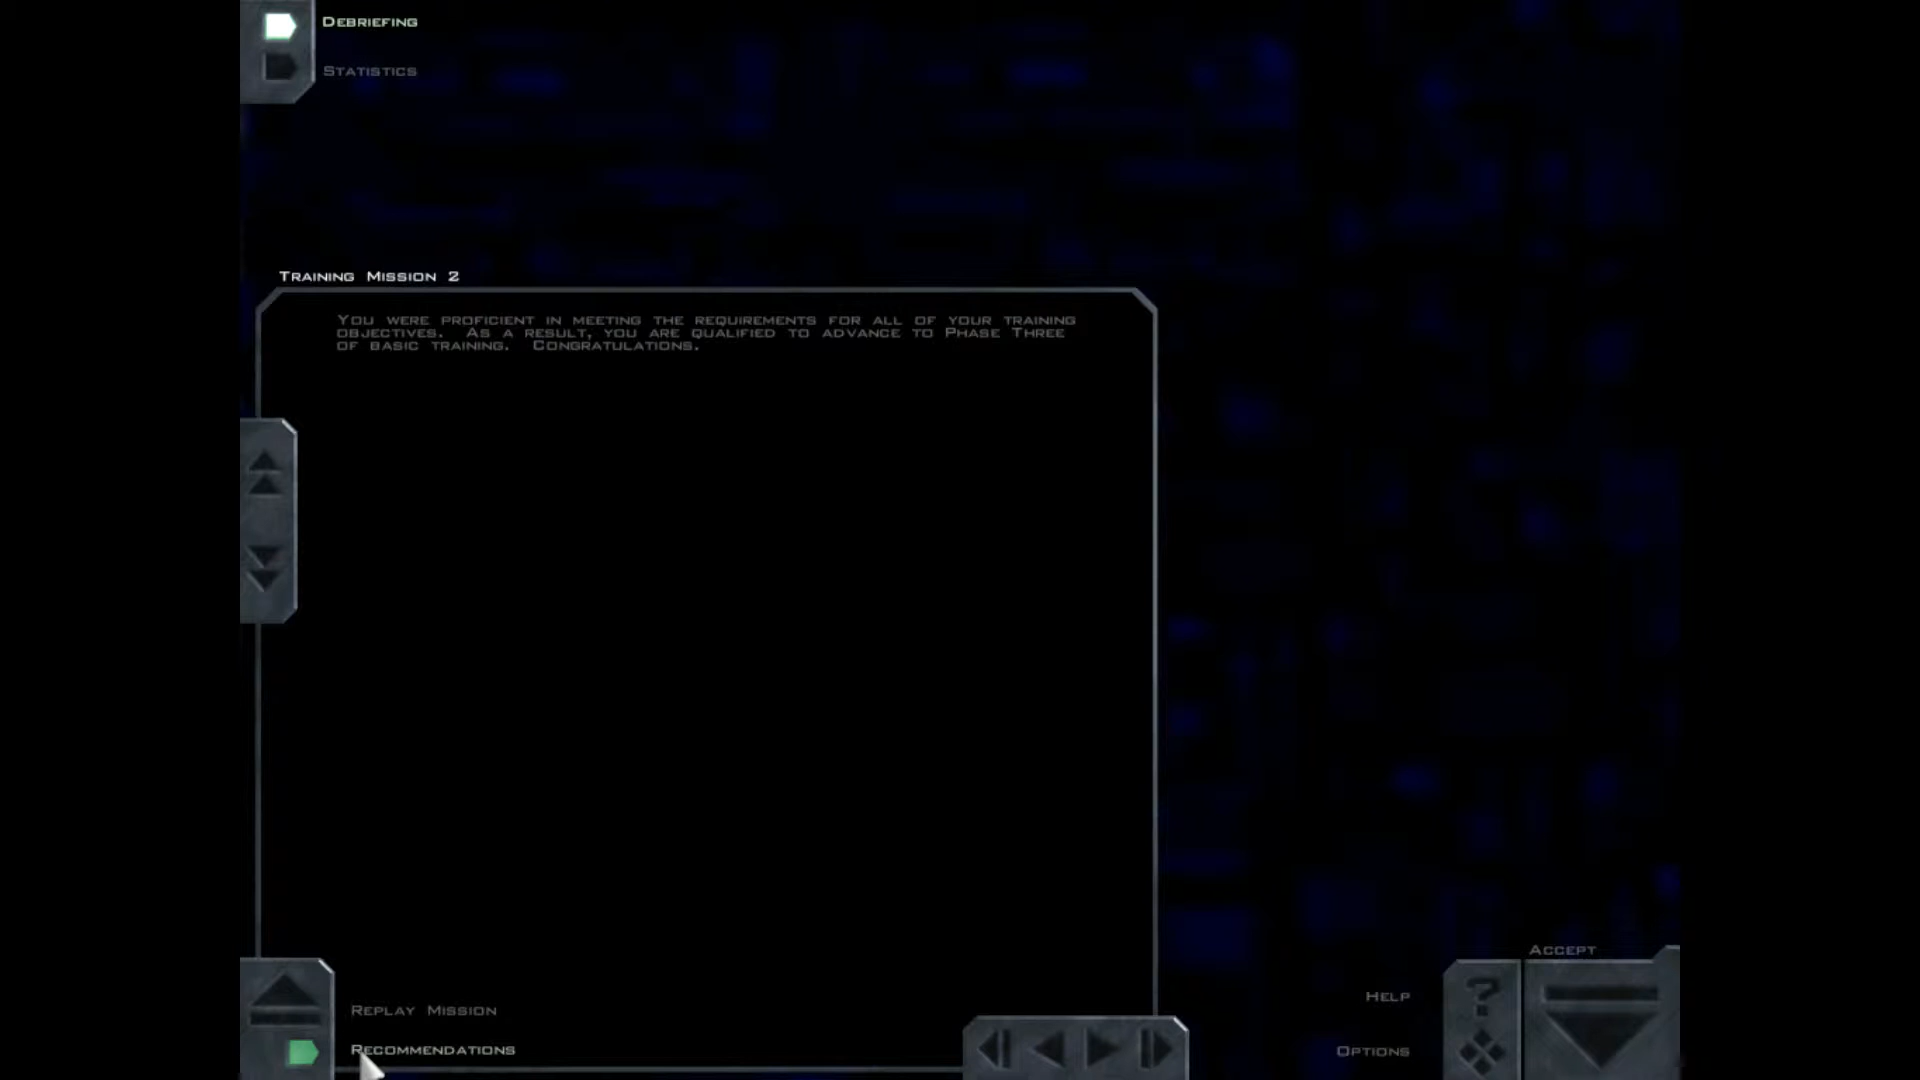 Debriefing
Statistics
Training Mission 2
You were proficient in meeting the requirements for all of your training
objectives. As a result, you are qualified to advance to Phase Three
of basic training. Congratulations.
Accept
Help
Replay Mission
Recommendations
Options